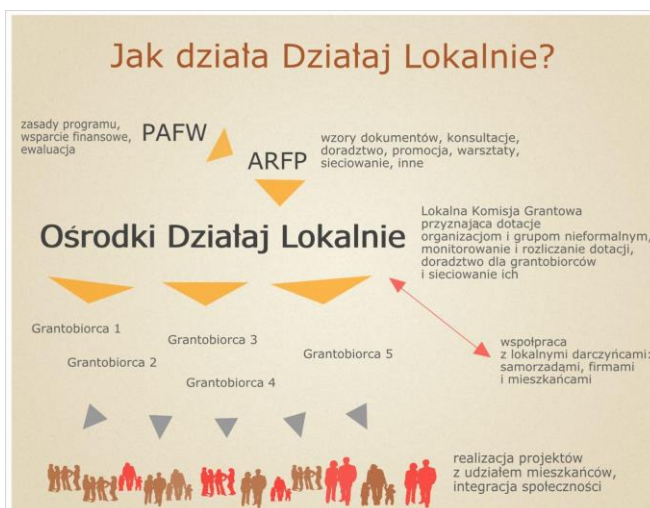 Jak działa Działaj Lokalnie?
zasady programu,
wsparcie finansowe,
ewaluacja
PAFW
ARFP
wzory dokumentów, konsultacje,
doradztwo, promocja, warsztaty,
sieciowanie, inne
Ośrodki Działaj Lokalnie
Lokalna Komisja Grantowa
przyznająca dotacje
organizacjom i grupom nieformalnym,
monitorowanie i rozliczanie dotacji,
doradztwo dla grantobiorców
i sieciowanie ich
Grantobiorca 1
Grantobiorca 2
Grantobiorca 3
Grantobiorca 4
Grantobiorca 5
wspołpraca
z lokalnymi darczyńcami:
samorzadami, firmami
i mieszkańcami
realizacja projektów
z udziałem mieszkańców,
integracja społeczności